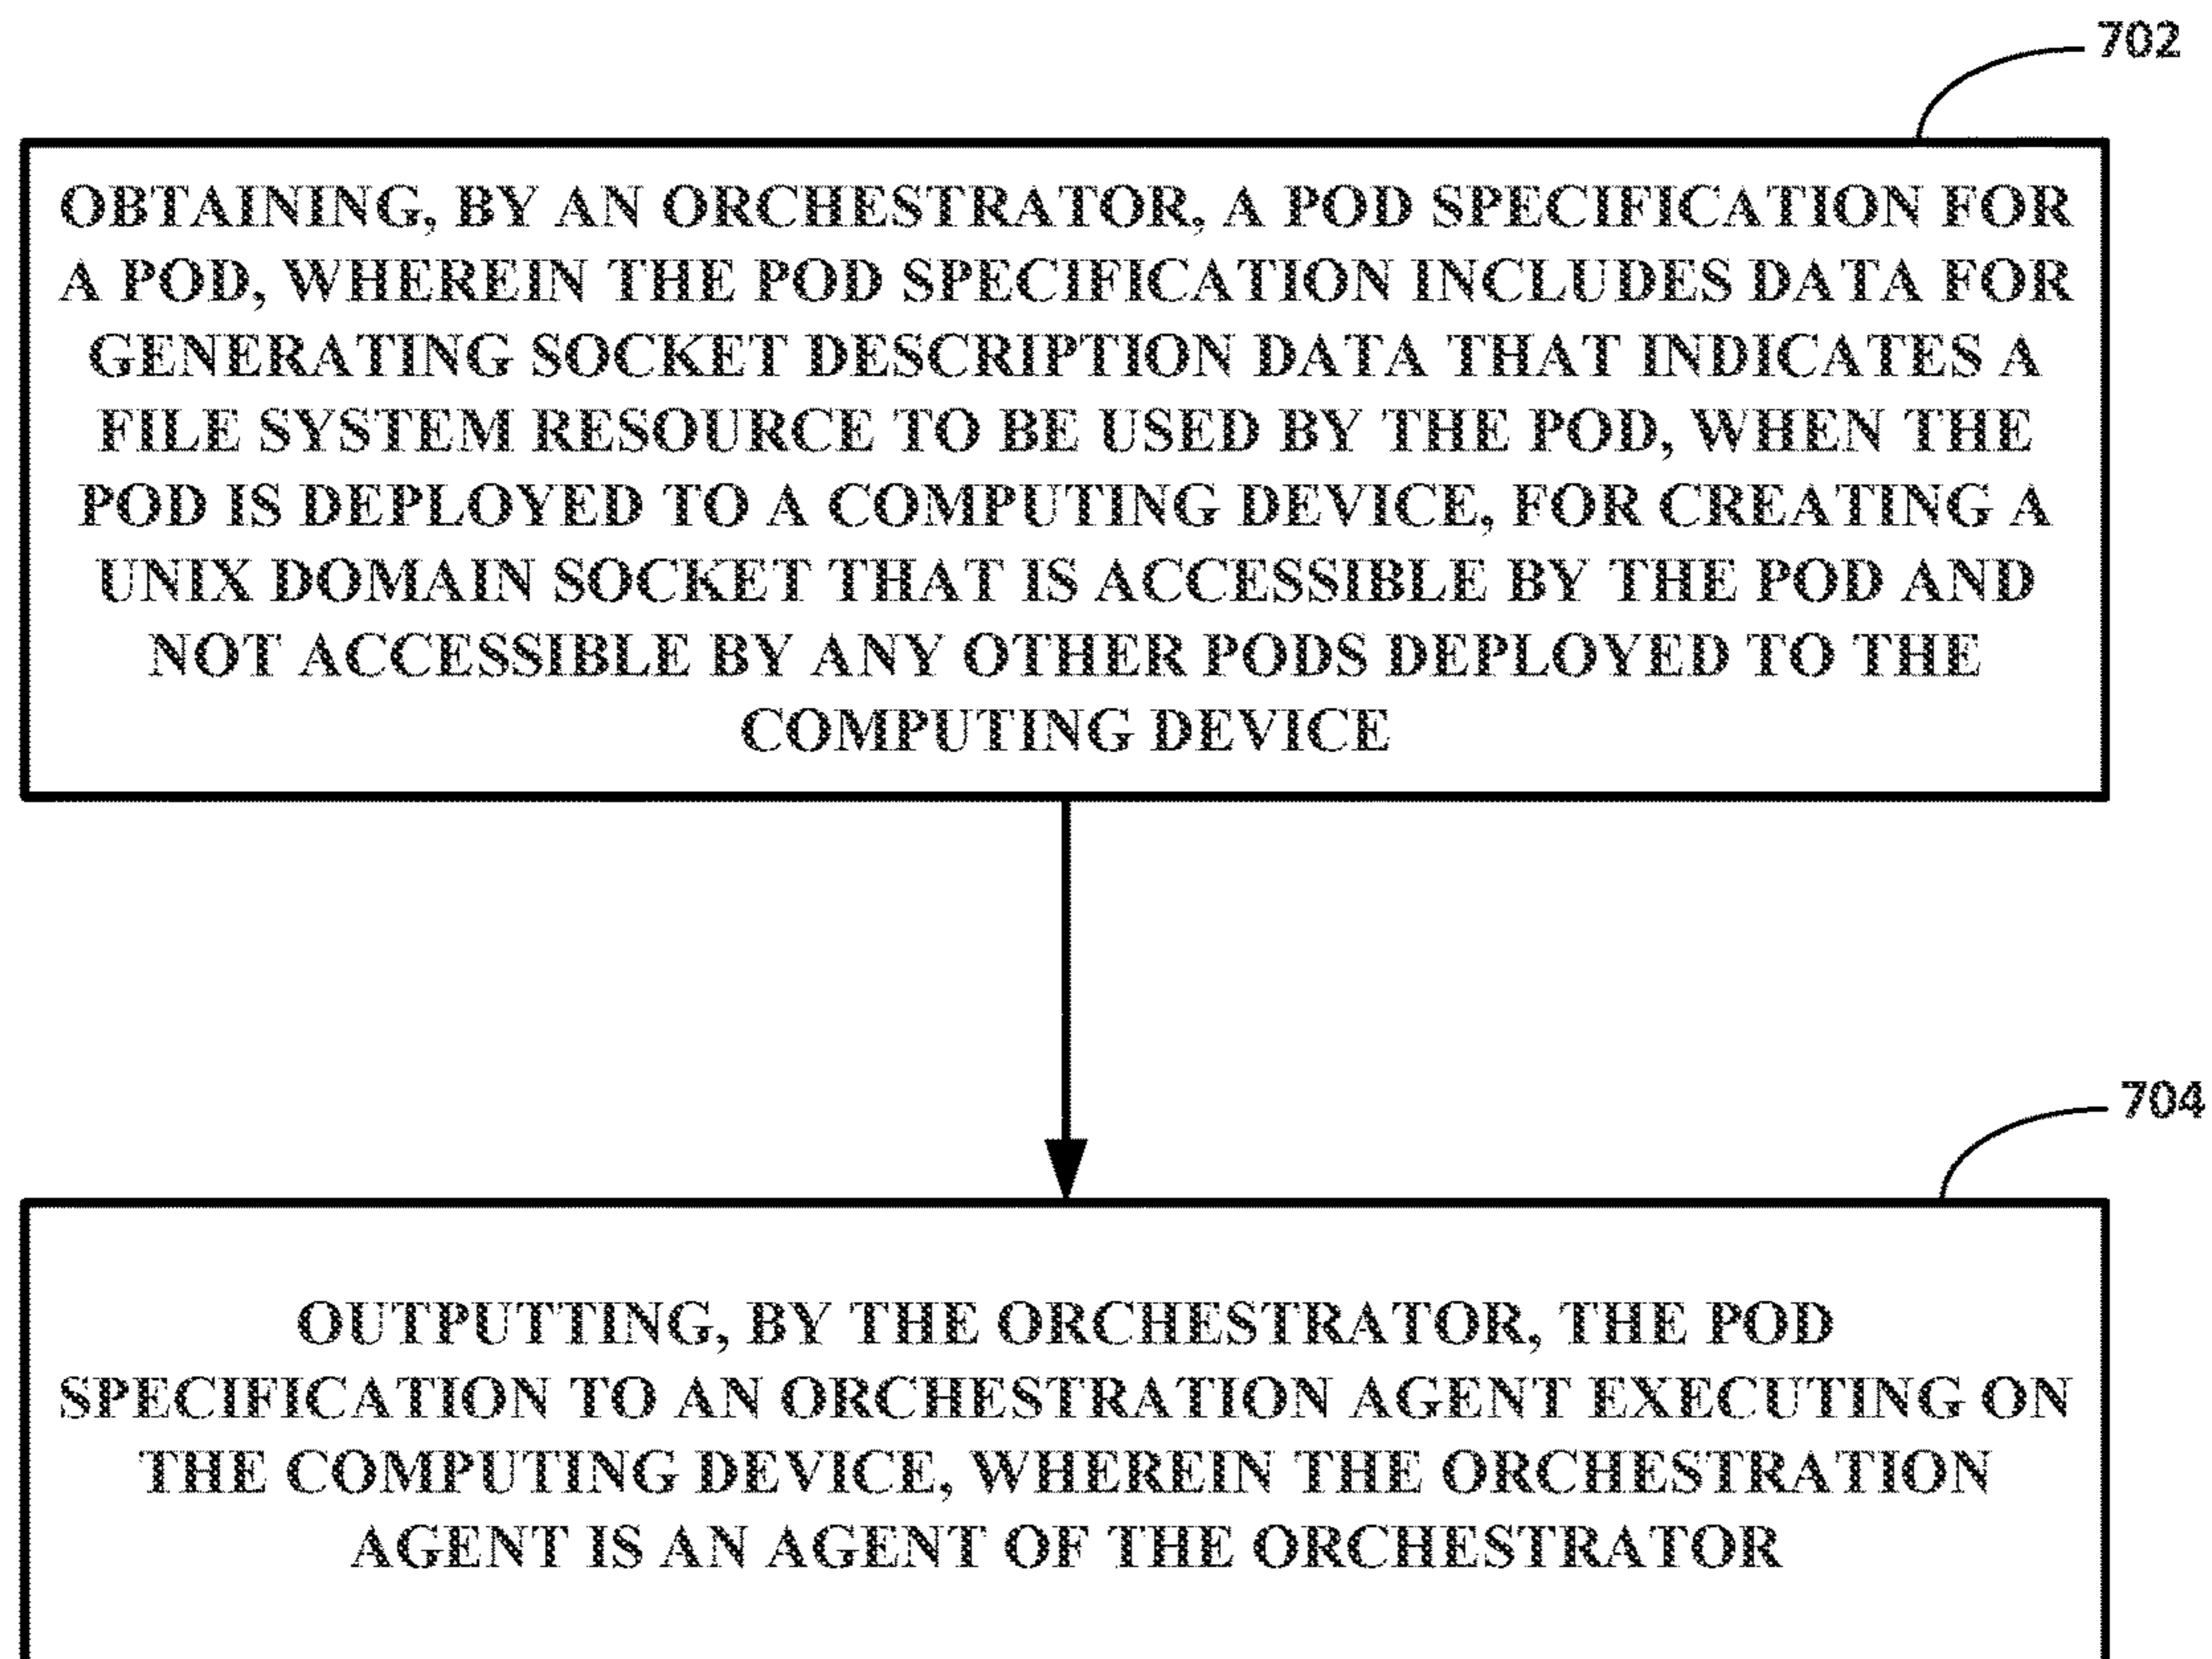 702
OBTAINING, BY AN ORCHESTRATOR, A POD SPECIFICATION FOR
A POD, WHEREIN THE POD SPECIFICATION INCLUDES DATA FOR
GENERATING SOCKET DESCRIPTION DATA THAT INDICATES A
FILE SYSTEM RESOURCE TO BE USED BY THE POD, WHEN THE
POD IS DEPLOYED TO A COMPUTING DEVICE, FOR CREATING A
UNIX DOMAIN SOCKET THAT IS ACCESSIBLE BY THE POD AND
NOT ACCESSIBLE BY ANY OTHER PODS DEPLOYED TO THE
COMPUTING DEVICE
704
OUTPUTTING, BY THE ORCHESTRATOR, THE POD
SPECIFICATION TO AN ORCHESTRATION AGENT EXECUTING ON
THE COMPUTING DEVICE, WHEREIN THE ORCHESTRATION
AGENT IS AN AGENT OF THE ORCHESTRATOR